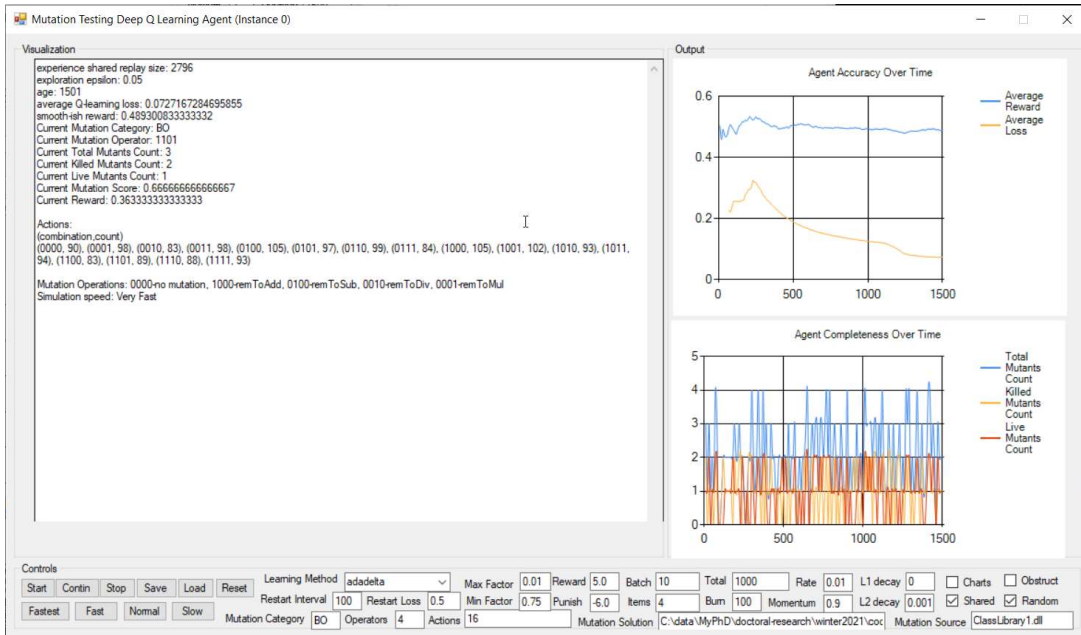 Mutation Testing Deep Q Learning Agent (Instance 0)
Visualization
experience shared replay size: 2796
exploration epsilon: 0.05
age: 1501
average Q-learning loss: 0.0727167284695855
smooth-ish reward: 0.489300833333332
Current Mutation Category: BO
Current Mutation Operator: 1101
Current Total Mutants Count: 3
Current Killed Mutants Count: 2
Current Live Mutants Count: 1
Current Mutation Score: 0.666666666666667
Current Reward: 0.363333333333333
Actions:
(combination,count)
(0000, 90), (0001, 98), (0010, 83), (0011, 98), (0100, 105), (0101, 97), (0110, 99), (0111, 84), (1000, 105), (1001, 102), (1010, 93), (1011,
94), (1100, 83), (1101, 89), (1110, 88), (1111, 93)
Mutation Operations: 0000-no mutation, 1000-remToAdd, 0100-remToSub, 0010-remToDiv, 0001-remToMul
Simulation speed: Very Fast
Output
Agent Accuracy Over Time
0.6
0.4
0.2
0
0 500 1000 1500
Average
Reward
Average
Loss
Agent Completeness Over Time
5
4
3
2
1
0
0 500 1000 1500
Total
Mutants
Count
Killed
Mutants
Count
Live
Mutants
Count
Controls
Start Contin Stop Save Load Reset Learning Method adadelta Max Factor 0.01 Reward 5.0 Batch 10 Total 1000 Rate 0.01 L1 decay 0 Charts Obstruct
Fastest Fast Normal Slow Restart Interval 100 Restart Loss 0.5 Min Factor 0.75 Punish -6.0 Items 4 Burn 100 Momentum 0.9 L2 decay 0.001 Shared Random
Mutation Category BO Operators 4 Actions 16 Mutation Solution C:\data\MyPhD\doctoral-research\winter2021\coc Mutation Source ClassLibrary1.dll